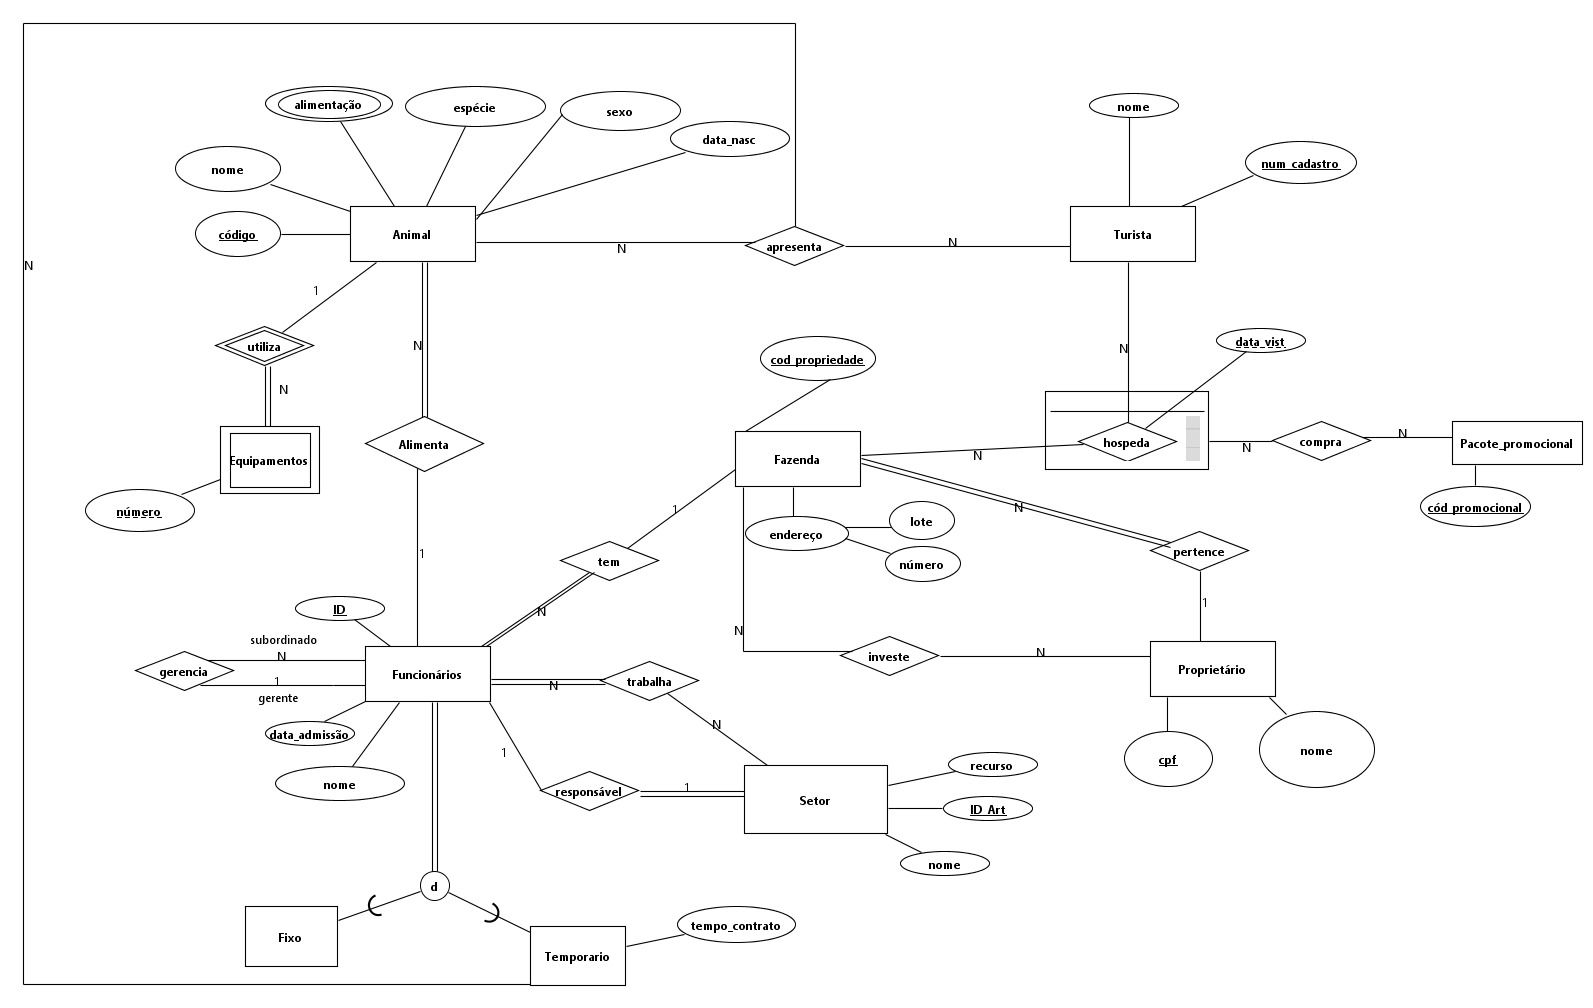 alimentação
espécie
sexo
data_nasc
nome
código
Animal
N
apresenta
N
Turista
nome
num_cadastro
N
1
utiliza
N
Equipamentos
número
N
Alimenta
1
cod_propriedade
Fazenda
endereço
lote
número
N
data_vist
hospeda
N
N
compra
N
Pacote_promocional
cód_promocional
1
tem
N
N
pertence
1
N
investe
N
Proprietário
cpf
nome
ID
subordinado
N
gerencia
1
gerente
Funcionários
data_admissão
nome
N
trabalha
N
1
responsável
1
Setor
recurso
ID_Art
nome
d
Fixo
Temporario
tempo_contrato